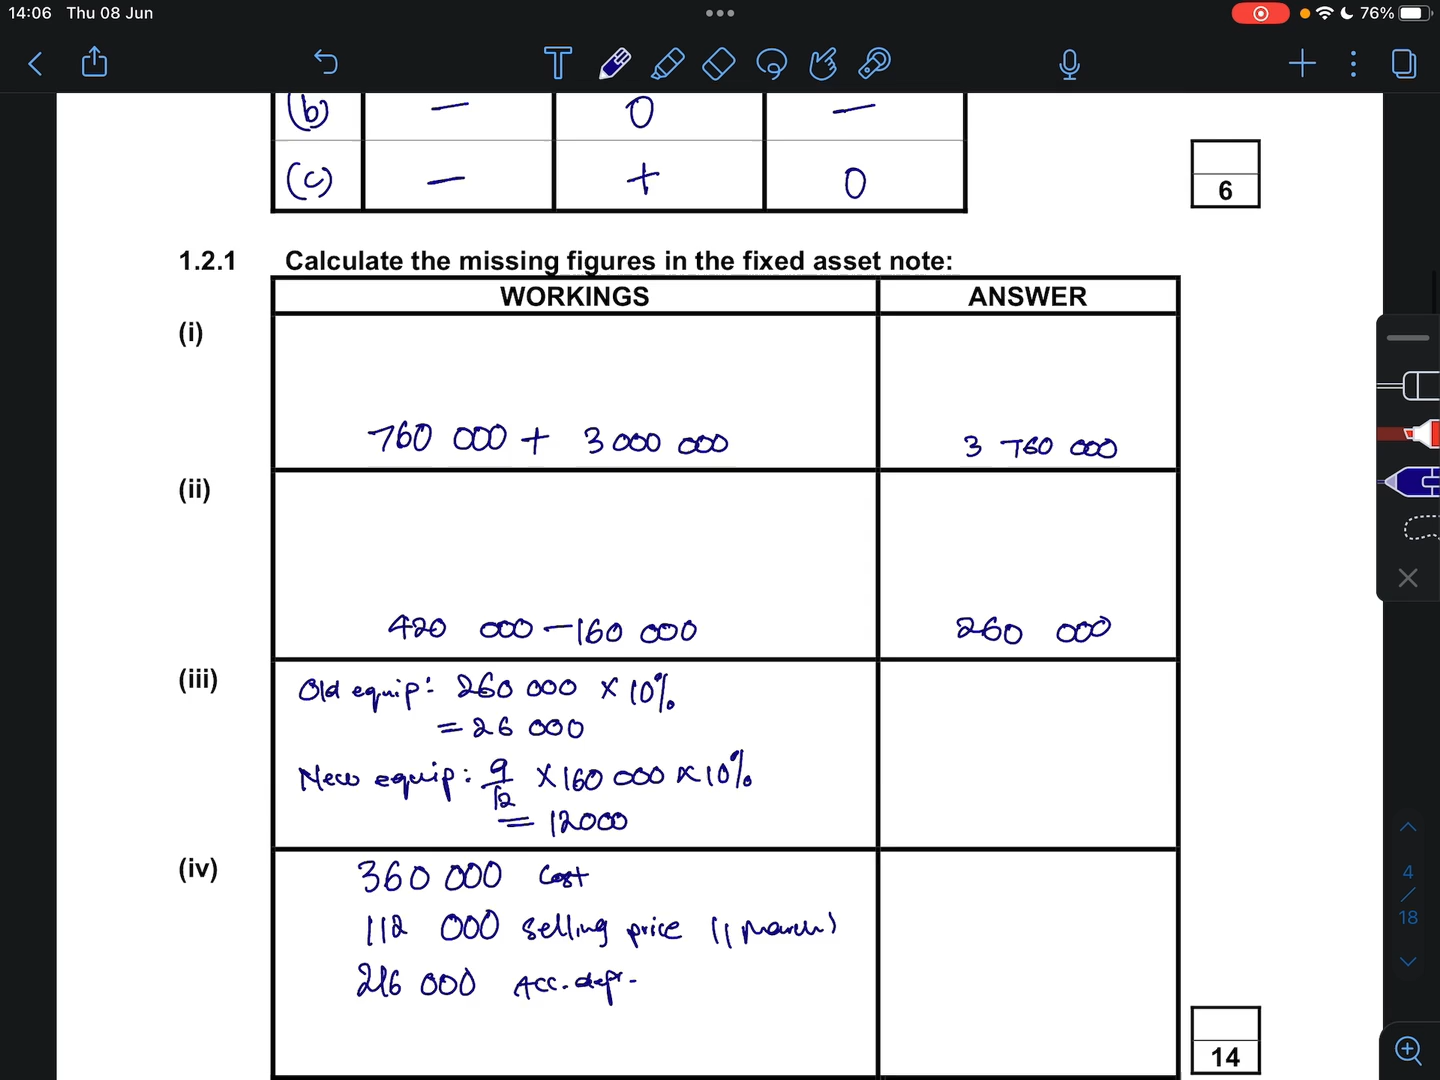 14:06 Thu 08 Jun
76%
(b) — 0 —
(c) — + 0
6
1.2.1 Calculate the missing figures in the fixed asset note:
WORKINGS ANSWER
(i)
760 000 + 3 000 000 3 760 000
(ii)
420 000 – 160 000 260 000
(iii) Old equip: 260 000 × 10%
= 26 000
New equip: 9/12 × 160 000 × 10%
= 12000
(iv) 360 000 Cost
112 000 selling price (1 March)
216 000 Acc. depr.
14
4
/
18